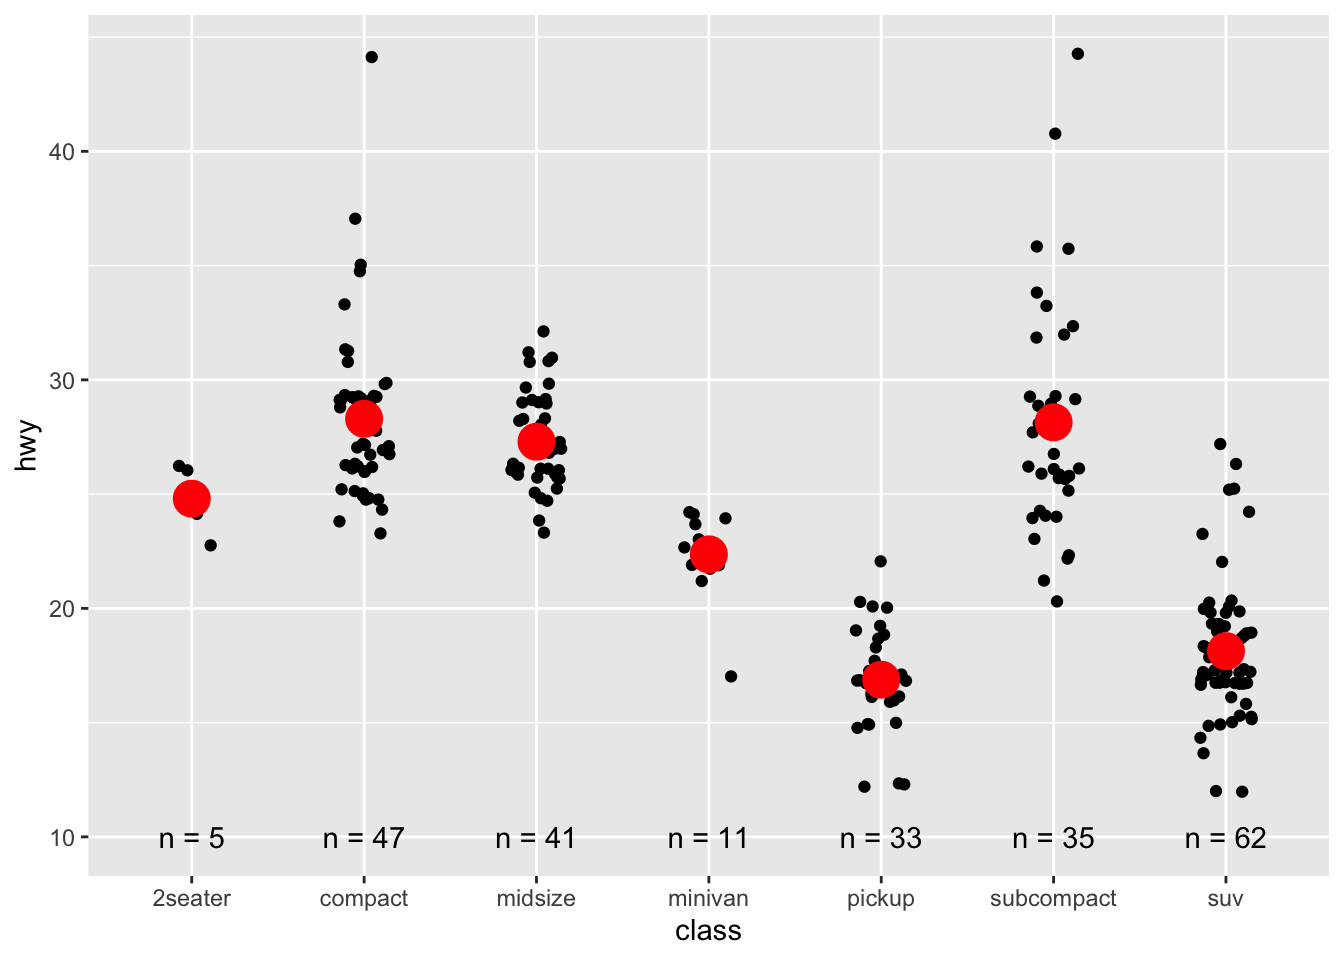 hwy
40
30
20
10
n = 5 n = 47 n = 41 n = 11 n = 33 n = 35 n = 62
2seater compact midsize minivan pickup subcompact suv
class